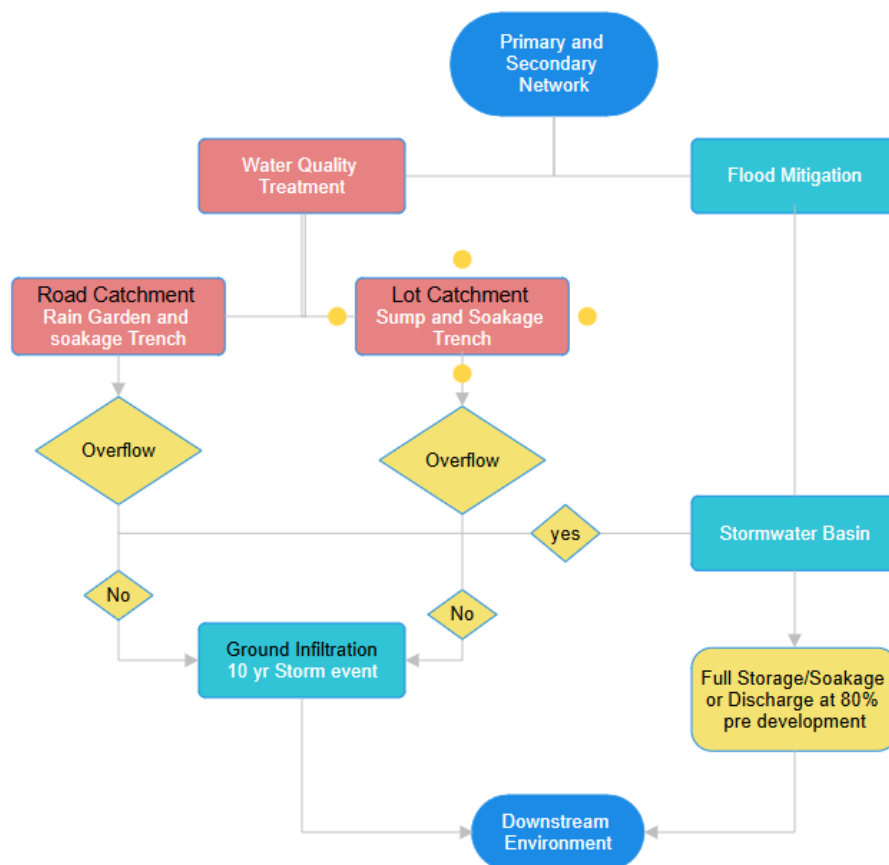 Primary and
Secondary
Network
Water Quality
Treatment
Flood Mitigation
Road Catchment
Rain Garden and
soakage Trench
Lot Catchment
Sump and Soakage
Trench
Overflow
Overflow
yes
Stormwater Basin
No
No
Ground Infiltration
10 yr Storm event
Full Storage/Soakage
or Discharge at 80%
pre development
Downstream
Environment